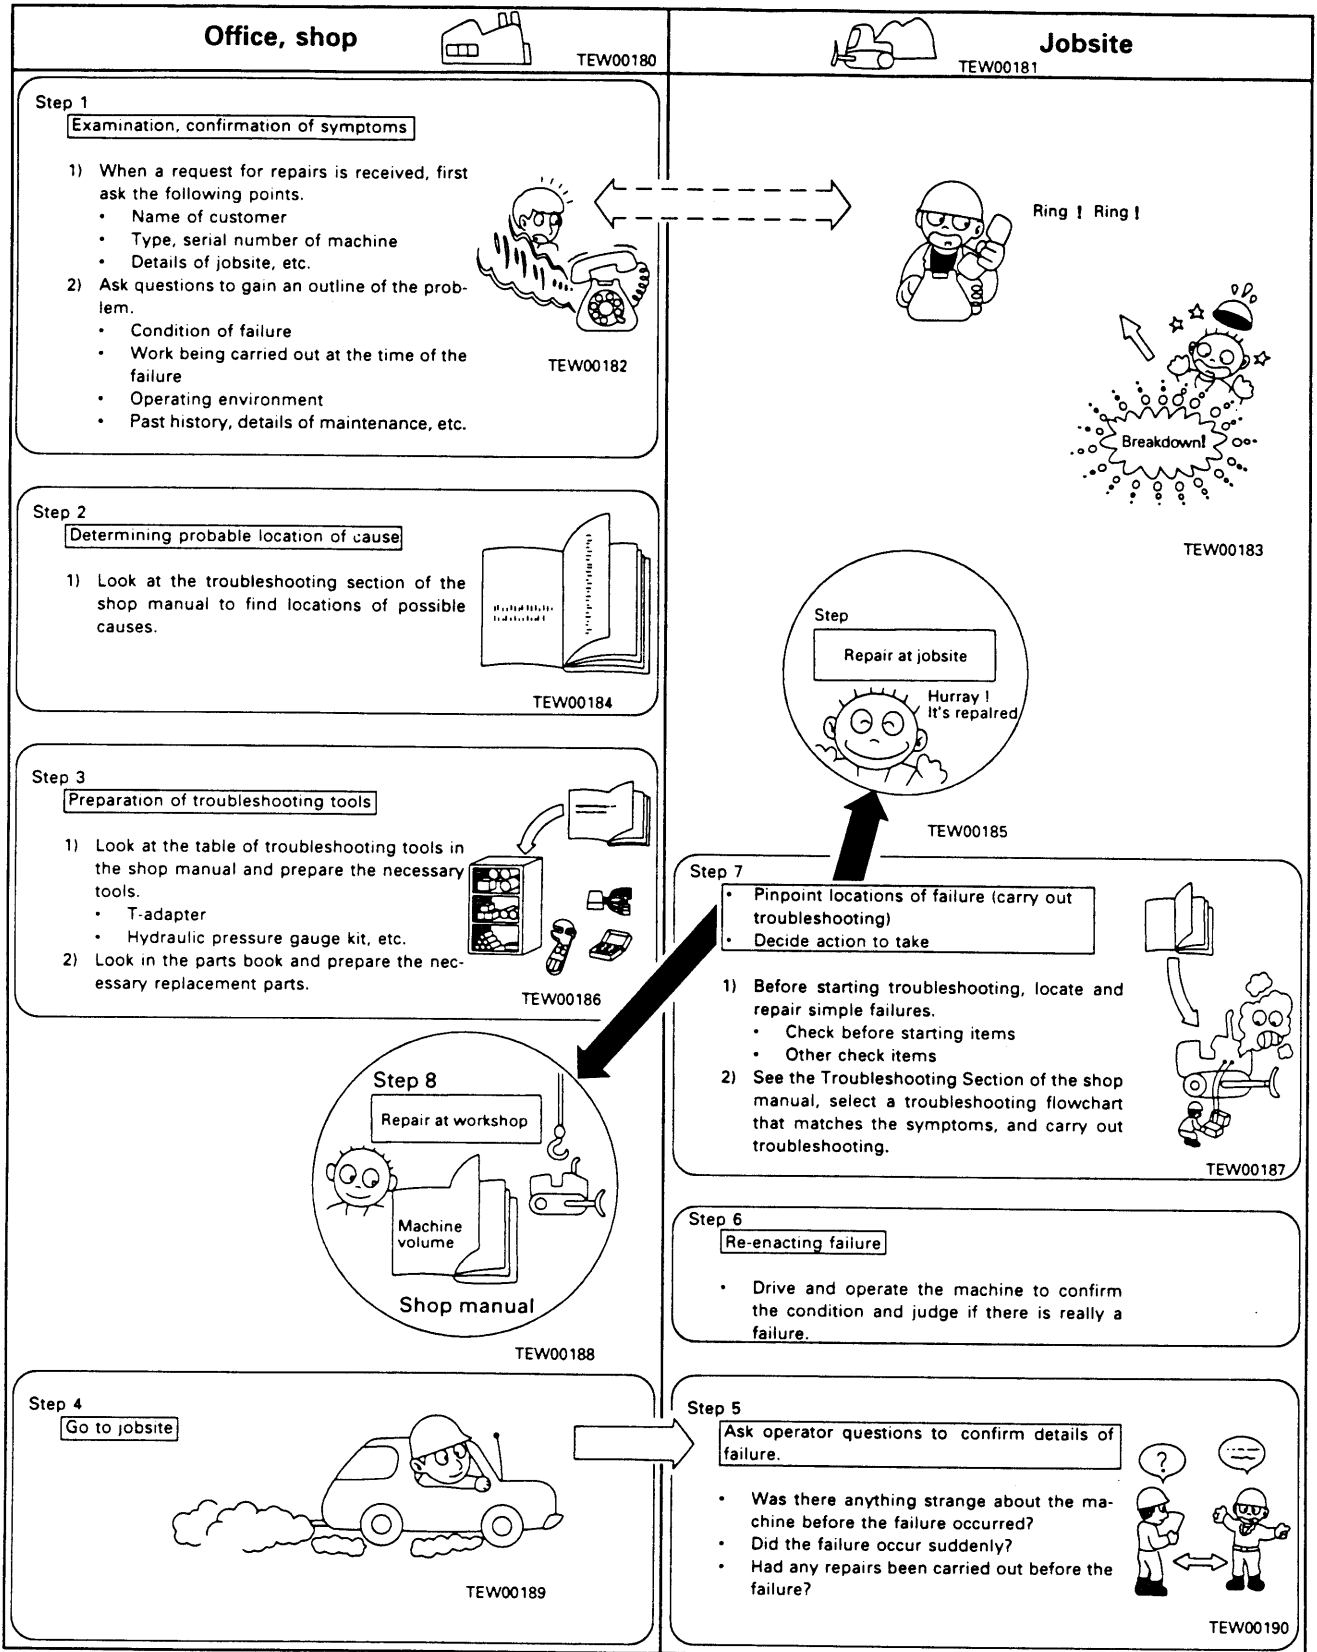 Office, shop
TEW00180
Jobsite
TEW00181
Step 1
Examination, confirmation of symptoms
1) When a request for repairs is received, first
ask the following points.
• Name of customer
• Type, serial number of machine
• Details of jobsite, etc.
2) Ask questions to gain an outline of the prob-
lem.
• Condition of failure
• Work being carried out at the time of the
failure
• Operating environment
• Past history, details of maintenance, etc.
TEW00182
Ring ! Ring !
Breakdown!
TEW00183
Step 2
Determining probable location of cause
1) Look at the troubleshooting section of the
shop manual to find locations of possible
causes.
TEW00184
Step
Repair at jobsite
Hurray !
It's repaired
TEW00185
Step 3
Preparation of troubleshooting tools
1) Look at the table of troubleshooting tools in
the shop manual and prepare the necessary
tools.
• T-adapter
• Hydraulic pressure gauge kit, etc.
2) Look in the parts book and prepare the nec-
essary replacement parts.
TEW00186
Step 7
• Pinpoint locations of failure (carry out
troubleshooting)
• Decide action to take
1) Before starting troubleshooting, locate and
repair simple failures.
• Check before starting items
• Other check items
2) See the Troubleshooting Section of the shop
manual, select a troubleshooting flowchart
that matches the symptoms, and carry out
troubleshooting.
TEW00187
Step 8
Repair at workshop
Machine
volume
Shop manual
TEW00188
Step 6
Re-enacting failure
• Drive and operate the machine to confirm
the condition and judge if there is really a
failure.
Step 4
Go to jobsite
TEW00189
Step 5
Ask operator questions to confirm details of
failure.
• Was there anything strange about the ma-
chine before the failure occurred?
• Did the failure occur suddenly?
• Had any repairs been carried out before the
failure?
?
TEW00190